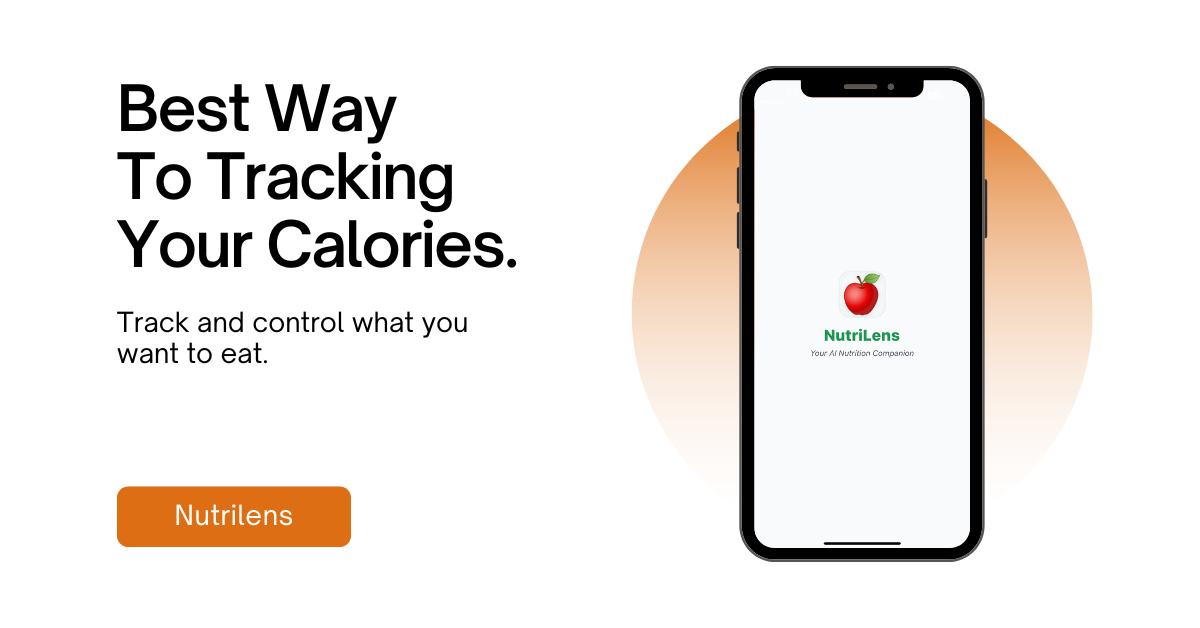 Best Way
To Tracking
Your Calories.
Track and control what you
want to eat.
Nutrilens
NutriLens
Your AI Nutrition Companion